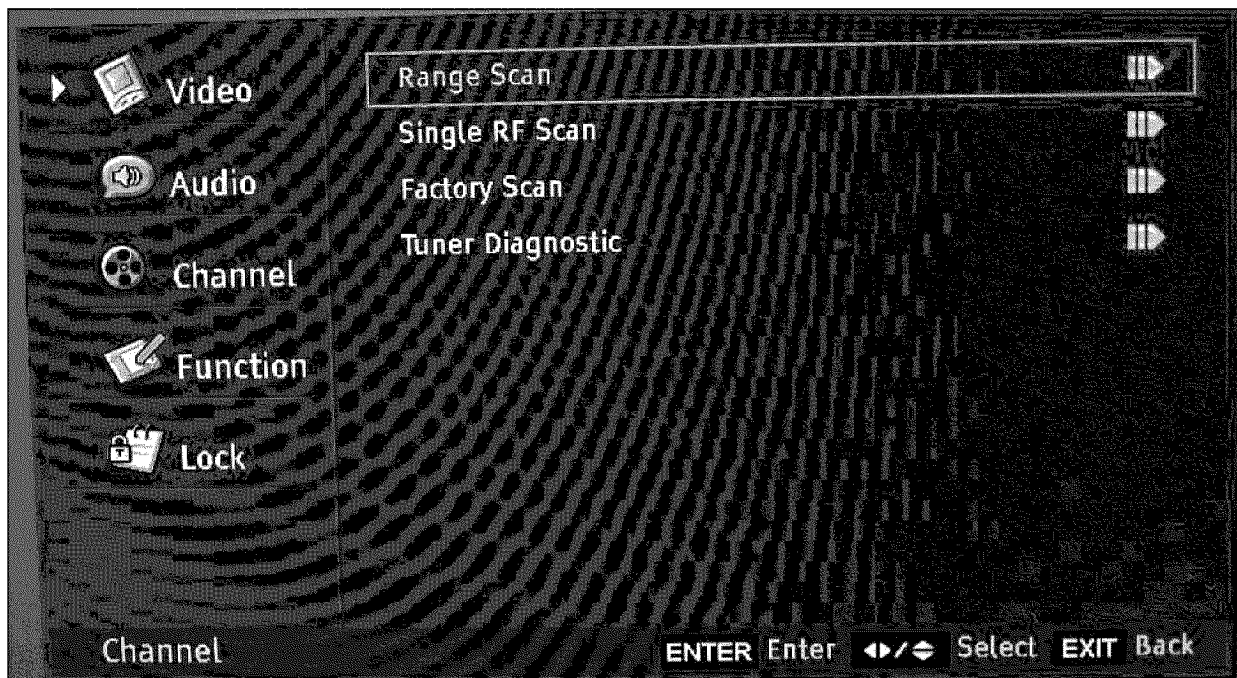 Video
Audio
Channel
Function
Lock
Range Scan
Single RF Scan
Factory Scan
Tuner Diagnostic
Channel
ENTER Enter ◀▶/▲▼ Select EXIT Back